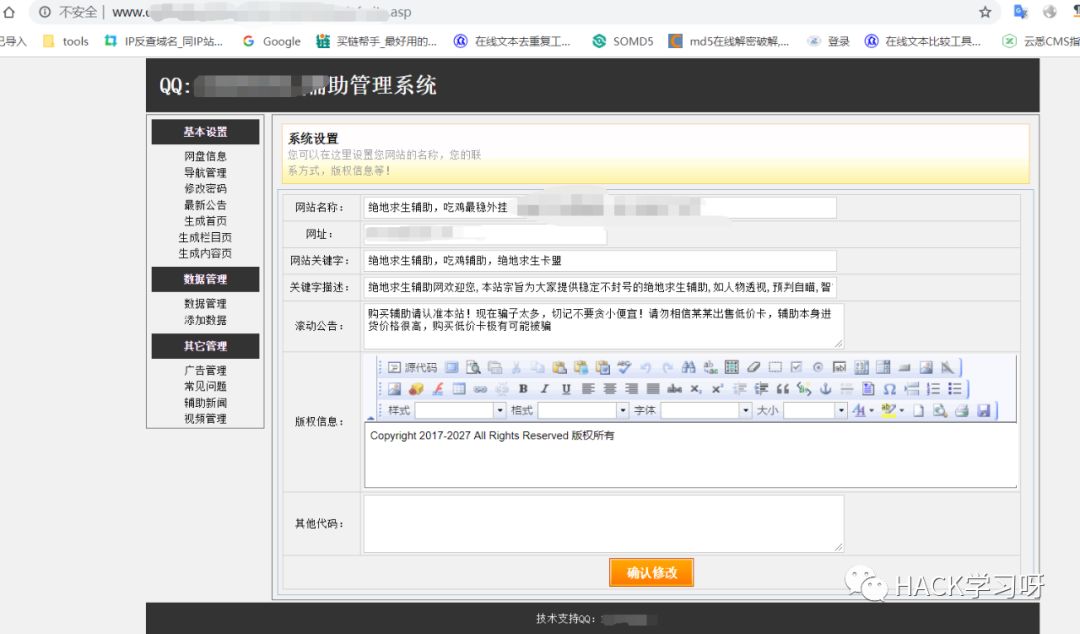 不安全 | www. .asp
导入 tools IP反查域名_同IP站... Google 买链帮手_最好用的... 在线文本去重复工... SOMD5 md5在线解密破解,... 登录 在线文本比较工具,... 云悉CMS指
QQ: 辅助管理系统
基本设置
网盘信息
导航管理
修改密码
最新公告
生成首页
生成栏目页
生成内容页
数据管理
数据管理
添加数据
其它管理
广告管理
常见问题
辅助新闻
视频管理
系统设置
您可以在这里设置您网站的名称,您的联
系方式,版权信息等!
网站名称: 绝地求生辅助,吃鸡最稳外挂
网址:
网站关键字: 绝地求生辅助,吃鸡辅助,绝地求生卡盟
关键字描述: 绝地求生辅助网欢迎您,本站宗旨为大家提供稳定不封号的绝地求生辅助,如人物透视,预判自瞄,智
滚动公告: 购买辅助请认准本站!现在骗子太多,切记不要贪小便宜!请勿相信某某出售低价卡,辅助本身进
货价格很高,购买低价卡极有可能被骗
版权信息:
源代码
样式 格式 字体 大小
Copyright 2017-2027 All Rights Reserved 版权所有
其他代码:
确认修改
技术支持QQ:
HACK学习呀